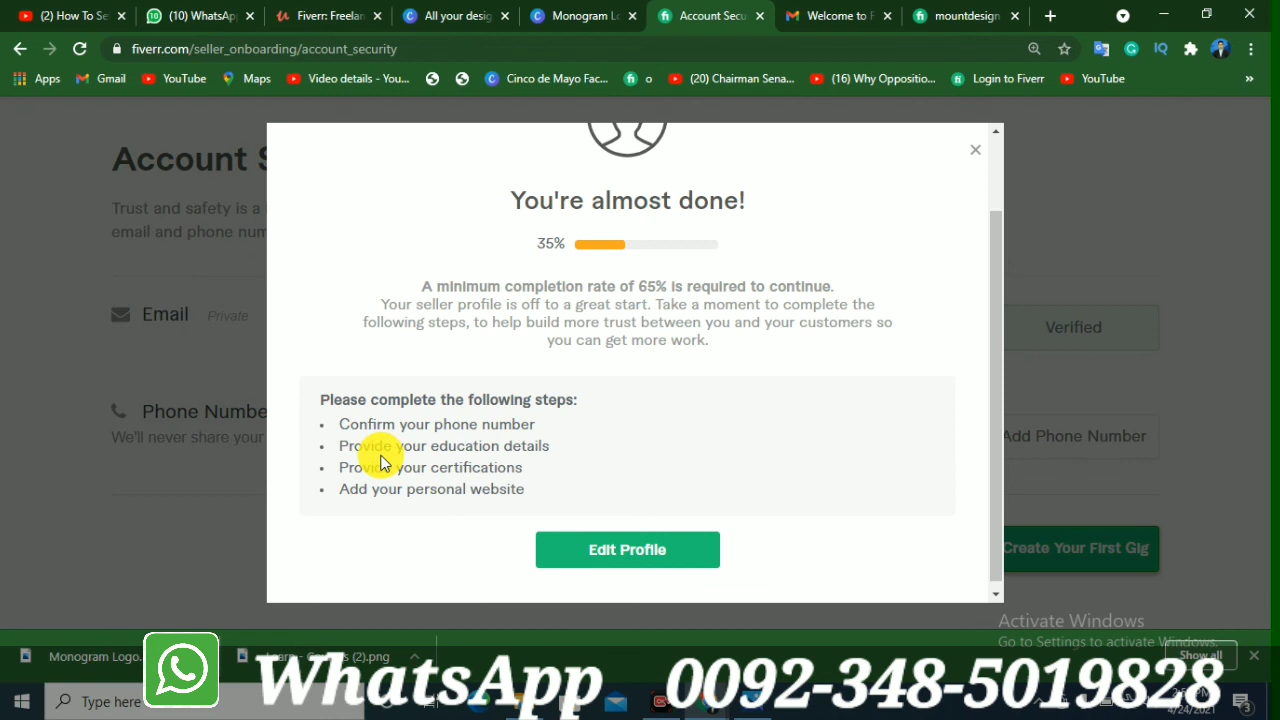 (2) How To Se
(10) WhatsAp
Fiverr: Freelan
All your desig
Monogram Lo
Account Secu
Welcome to F
mountdesign
fiverr.com/seller_onboarding/account_security
Apps
Gmail
YouTube
Maps
Video details - You...
Cinco de Mayo Fac...
o
(20) Chairman Sena...
(16) Why Oppositio...
Login to Fiverr
YouTube
»
Account S
Trust and safety is a
email and phone num
You're almost done!
35%
A minimum completion rate of 65% is required to continue.
Your seller profile is off to a great start. Take a moment to complete the
following steps, to help build more trust between you and your customers so
you can get more work.
Email Private
Verified
Phone Numbe
We'll never share your
Add Phone Number
Please complete the following steps:
• Confirm your phone number
• Provide your education details
• Provide your certifications
• Add your personal website
Edit Profile
Create Your First Gig
Activate Windows
Go to Settings to activate Windows.
Monogram Logo.
(2).png
Show all
WhatsApp 0092-348-5019828
Type here
4/24/2021
3